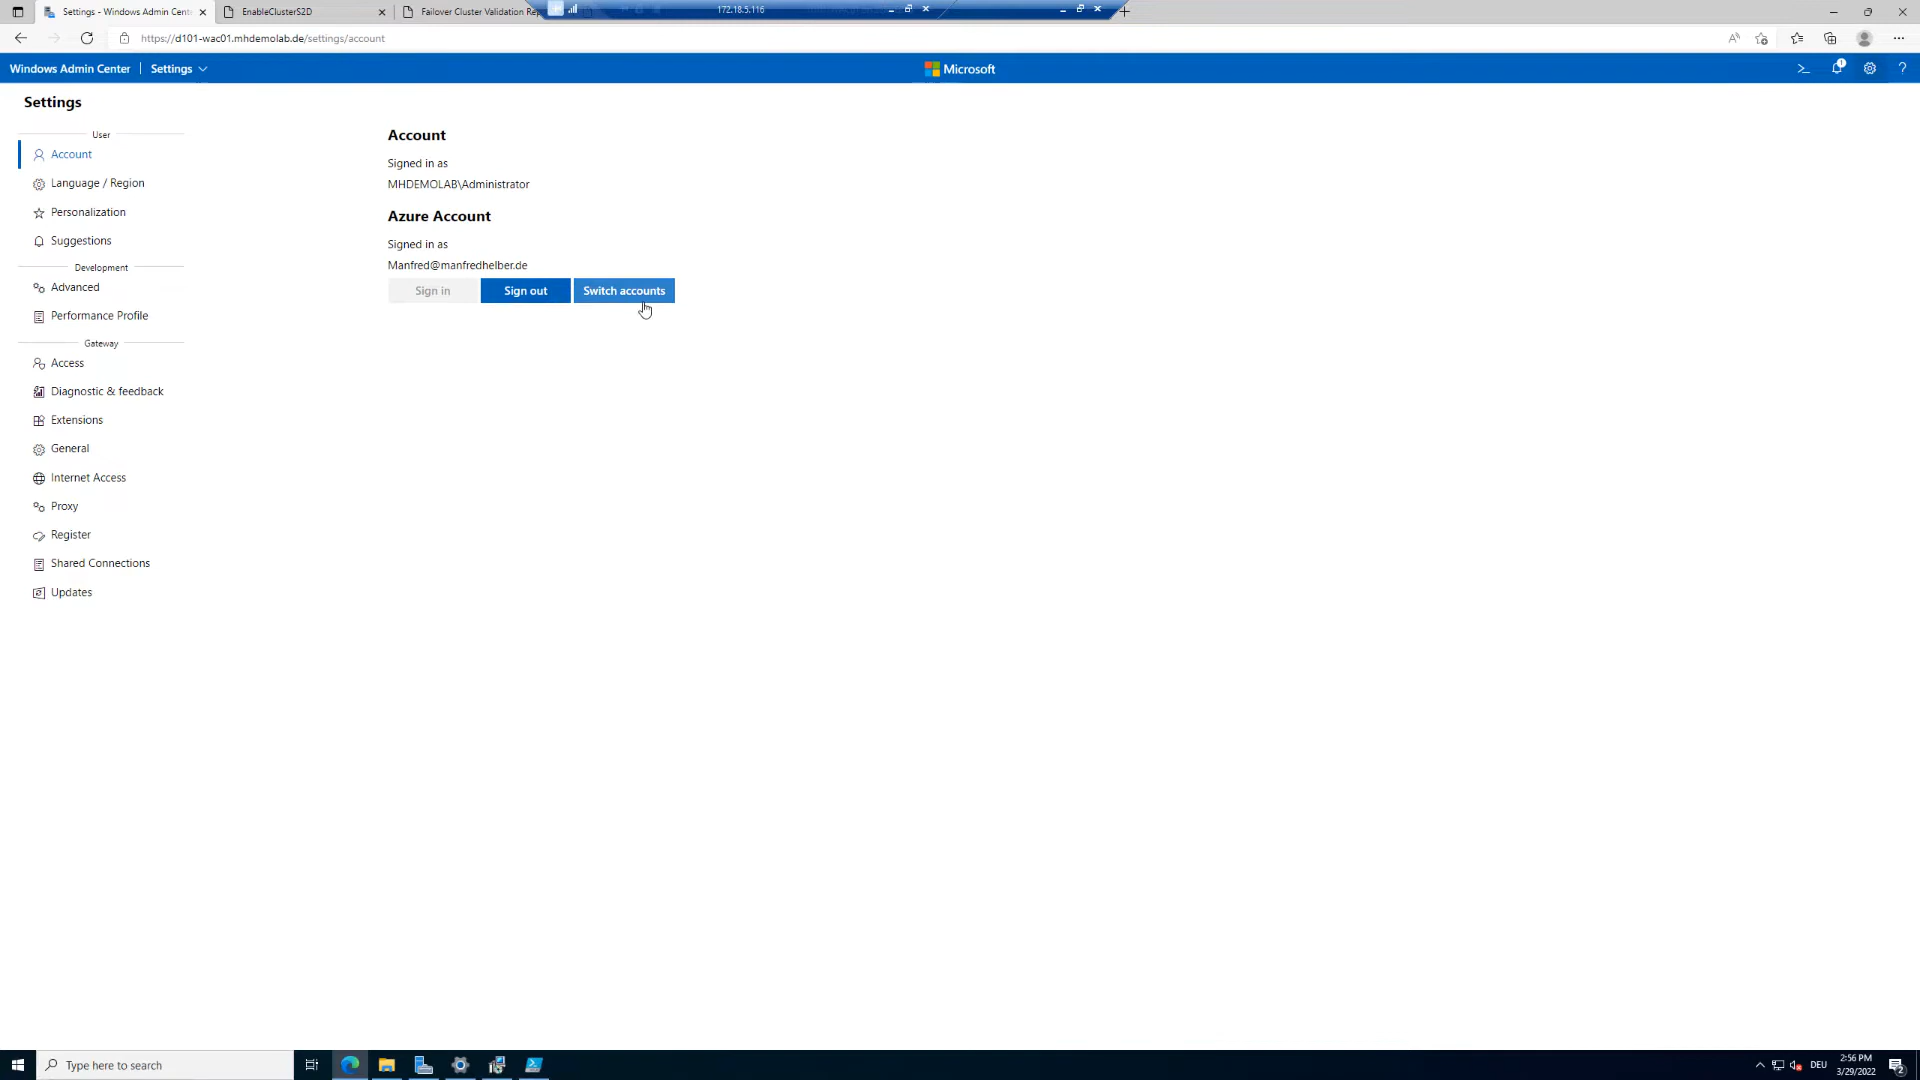 Settings - Windows Admin Cent
EnableClusterS2D
Failover Cluster Validation Re
172.18.5.116
https://d101-wac01.mhdemolab.de/settings/account
Windows Admin Center
Settings
Microsoft
Settings
User
Account
Language / Region
Personalization
Suggestions
Development
Advanced
Performance Profile
Gateway
Access
Diagnostic & feedback
Extensions
General
Internet Access
Proxy
Register
Shared Connections
Updates
Account
Signed in as
MHDEMOLAB\Administrator
Azure Account
Signed in as
Manfred@manfredhelber.de
Sign in
Sign out
Switch accounts
Type here to search
DEU
2:56 PM
3/29/2022
2